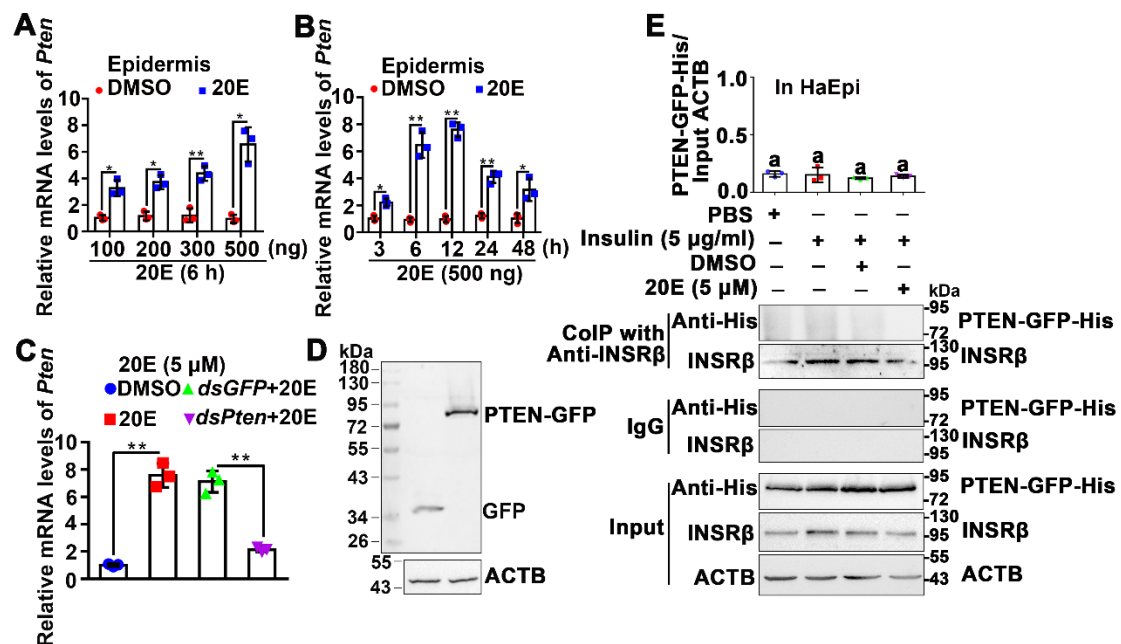 A
Relative mRNA levels of Pten
Epidermis
DMSO 20E
10
8
6
4
2
0
* * ** *
100 200 300 500 (ng)
20E (6 h)
B
Relative mRNA levels of Pten
Epidermis
DMSO 20E
10
8
6
4
2
0
* ** ** ** *
3 6 12 24 48 (h)
20E (500 ng)
C
Relative mRNA levels of Pten
20E (5 µM)
DMSO dsGFP+20E
20E dsPten+20E
10
8
6
4
2
0
** **
D
kDa
180
130
95
72
55
43
34
26
PTEN-GFP
GFP
55
43
ACTB
E
PTEN-GFP-His/
Input ACTB
In HaEpi
1.0
0.5
0.0
a a a a
PBS + – – –
Insulin (5 µg/ml) – + + +
DMSO – – + –
20E (5 µM) – – – +
kDa
CoIP with
Anti-INSRβ
Anti-His
95
72
PTEN-GFP-His
INSRβ
130
95
INSRβ
IgG
Anti-His
95
72
PTEN-GFP-His
INSRβ
130
95
INSRβ
Input
Anti-His
95
72
PTEN-GFP-His
INSRβ
130
95
INSRβ
ACTB
55
43
ACTB